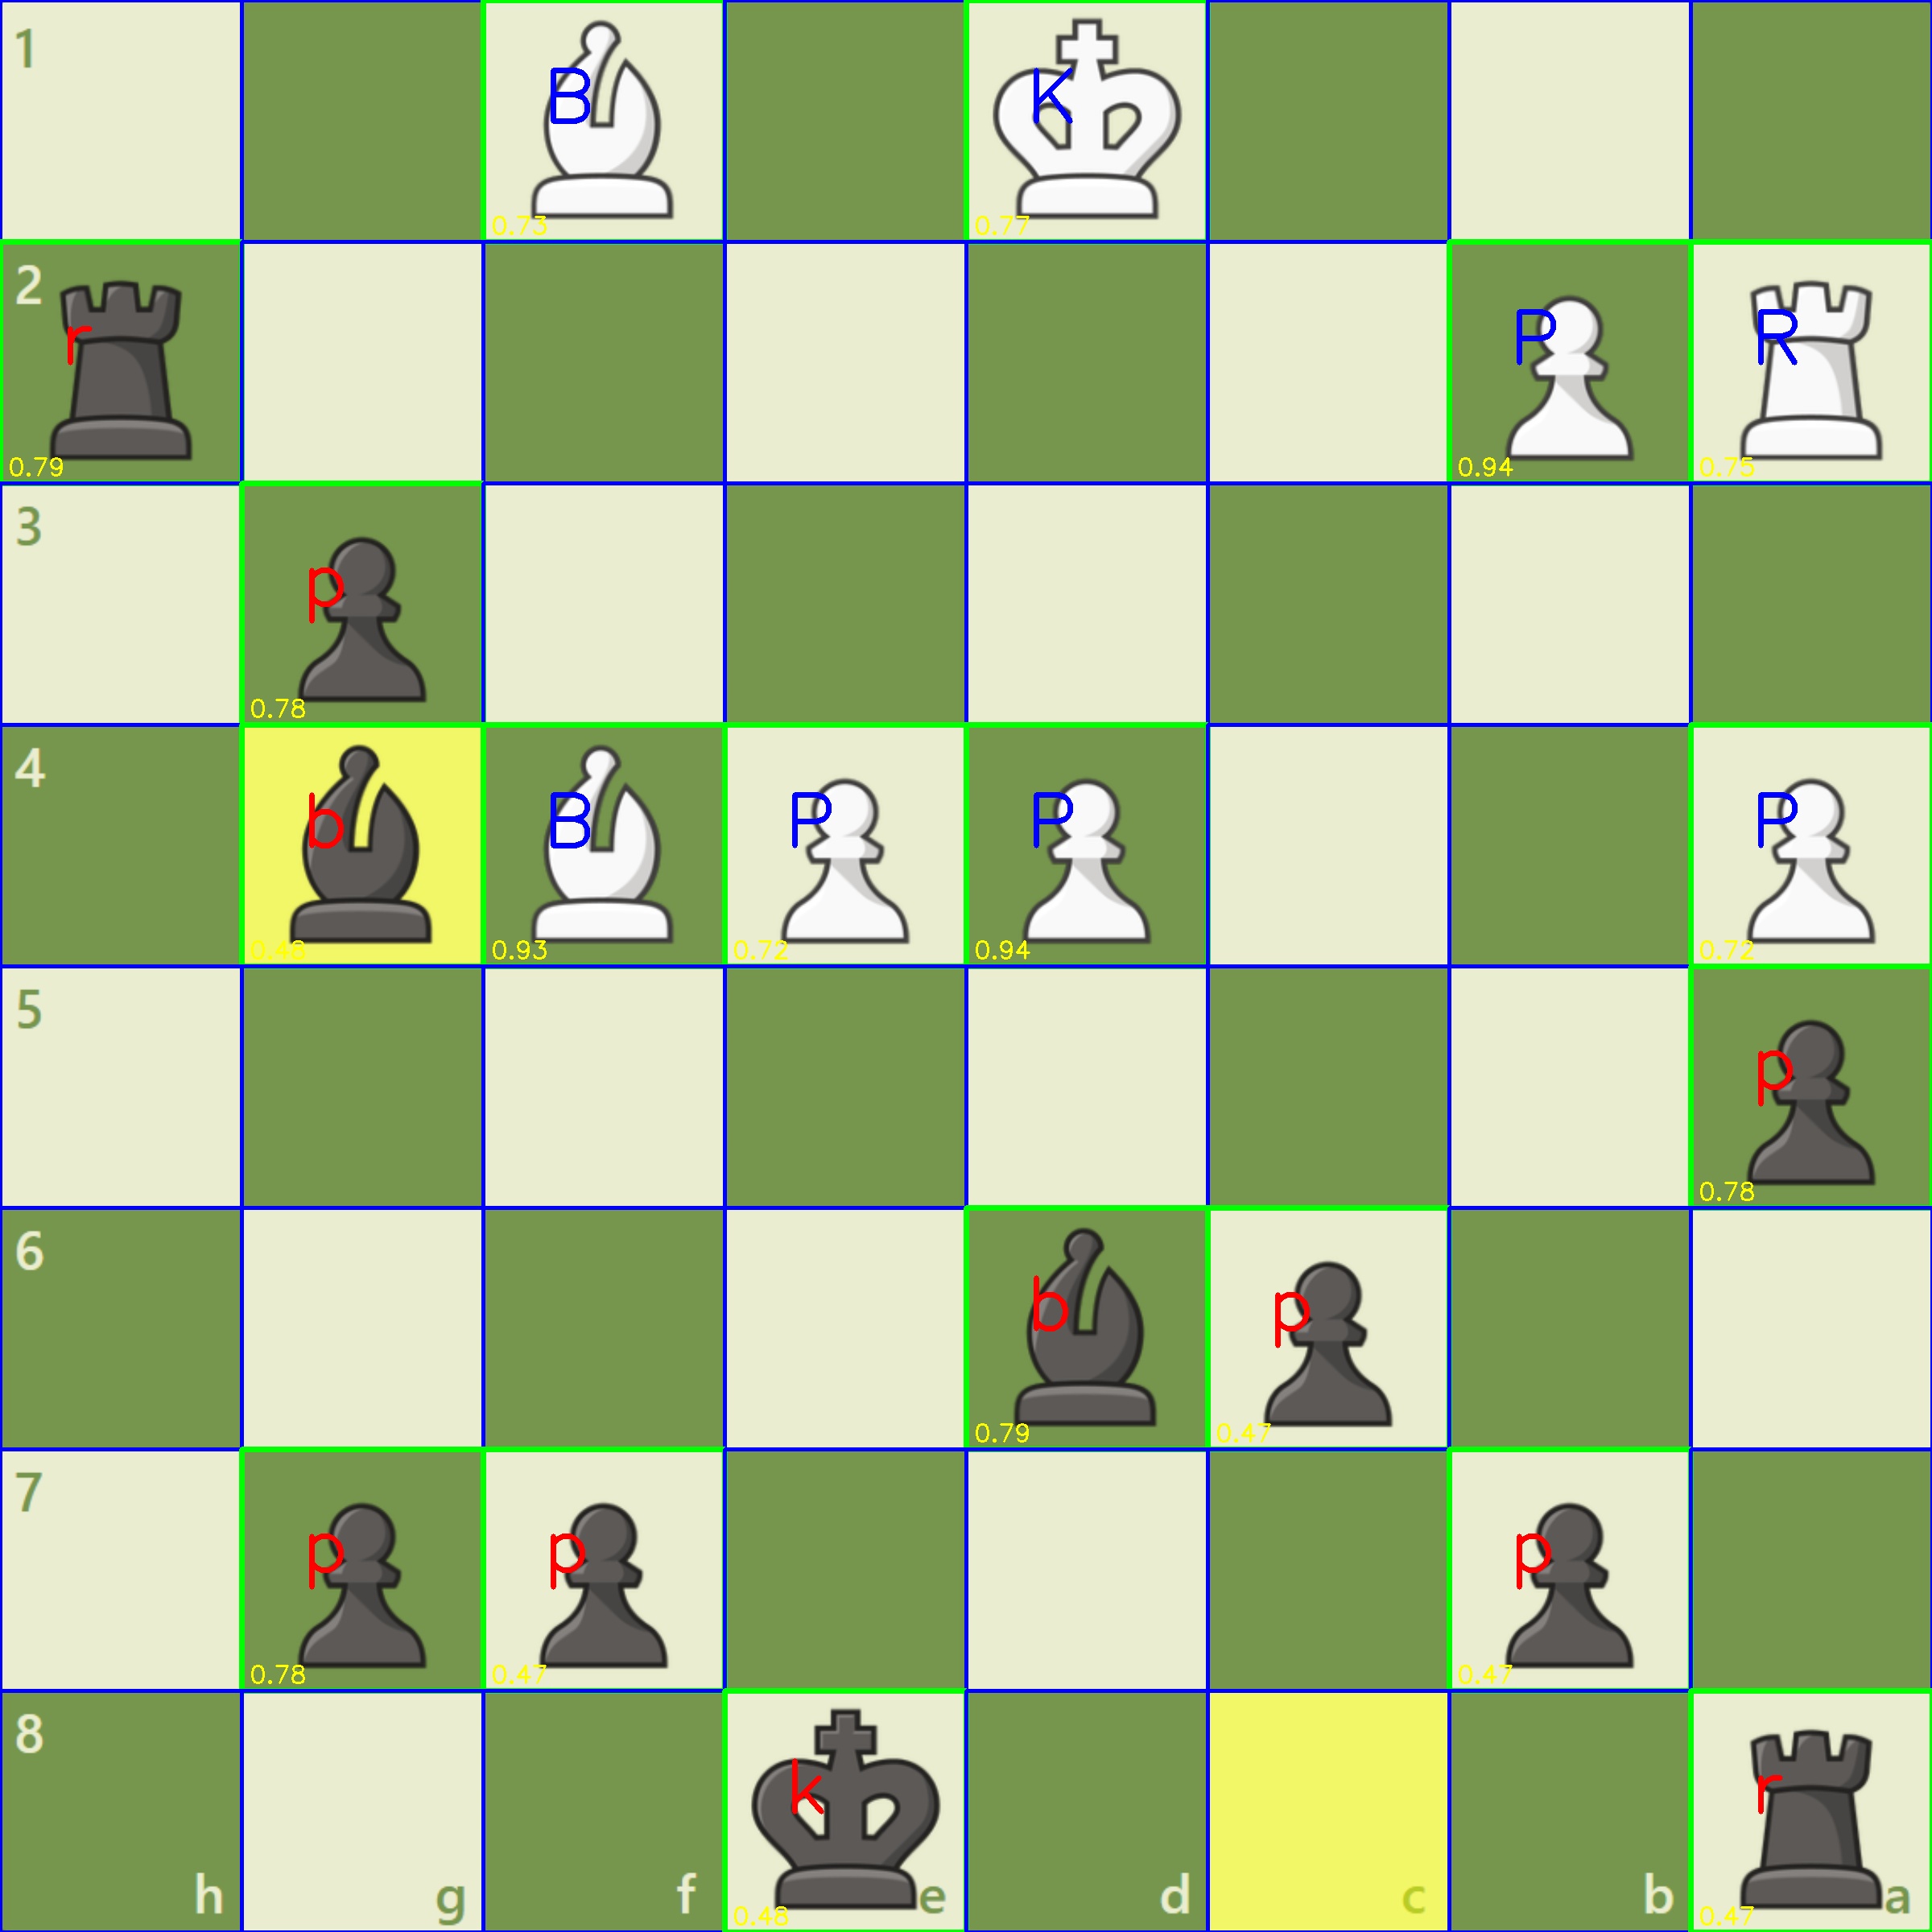 1 B K
0.73 0.77
2 r P R
0.79 0.94 0.75
3 p
0.78
4 b B P P P
0.48 0.93 0.72 0.94 0.72
5 p
0.78
6 b p
0.79 0.47
7 p p p
0.78 0.47 0.47
8 k r
h g f e d c b a
0.48 0.47